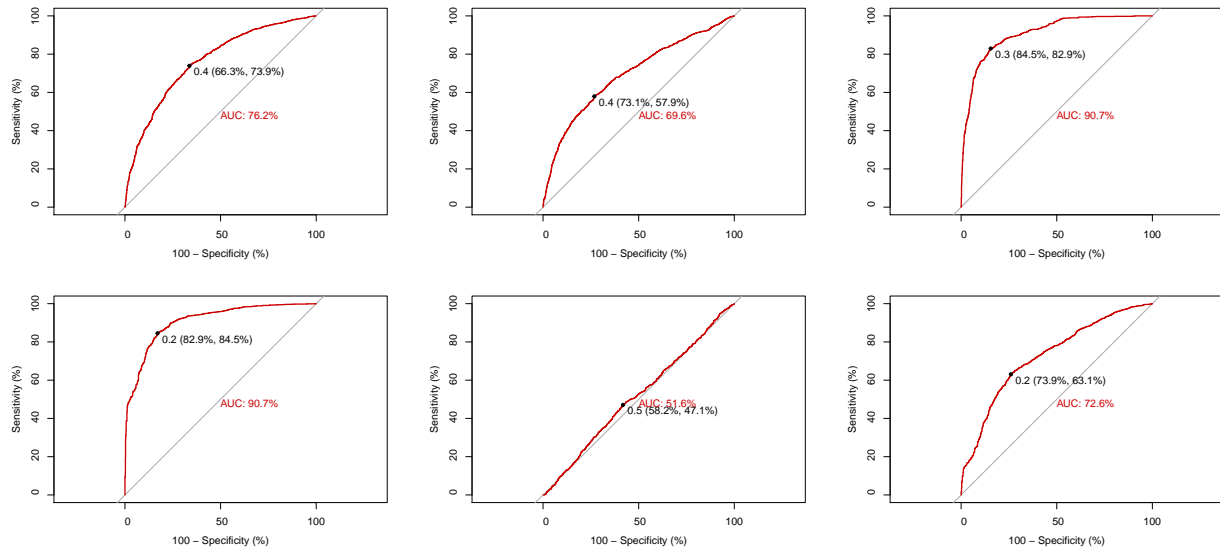 Sensitivity (%)
0 20 40 60 80 100
0.4 (66.3%, 73.9%)
AUC: 76.2%
0 50 100
100 − Specificity (%)
Sensitivity (%)
0 20 40 60 80 100
0.4 (73.1%, 57.9%)
AUC: 69.6%
0 50 100
100 − Specificity (%)
Sensitivity (%)
0 20 40 60 80 100
0.3 (84.5%, 82.9%)
AUC: 90.7%
0 50 100
100 − Specificity (%)
Sensitivity (%)
0 20 40 60 80 100
0.2 (82.9%, 84.5%)
AUC: 90.7%
0 50 100
100 − Specificity (%)
Sensitivity (%)
0 20 40 60 80 100
AUC: 51.6%
0.5 (58.2%, 47.1%)
0 50 100
100 − Specificity (%)
Sensitivity (%)
0 20 40 60 80 100
0.2 (73.9%, 63.1%)
AUC: 72.6%
0 50 100
100 − Specificity (%)